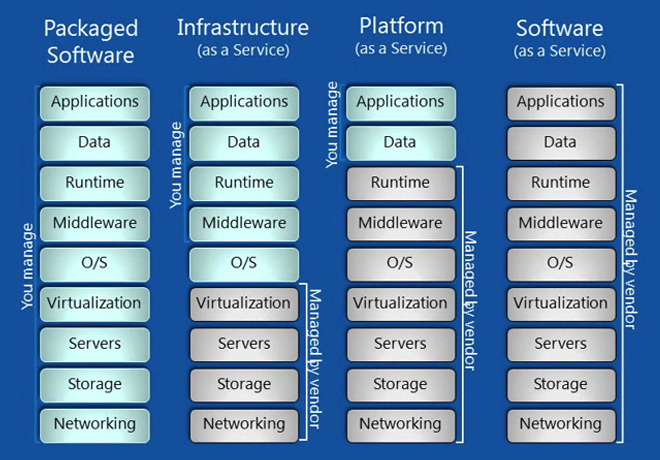 Packaged
Software
You manage
Applications
Data
Runtime
Middleware
O/S
Virtualization
Servers
Storage
Networking
Infrastructure
(as a Service)
You manage
Applications
Data
Runtime
Middleware
O/S
Virtualization
Servers
Storage
Networking
Managed by vendor
Platform
(as a Service)
You manage
Applications
Data
Runtime
Middleware
O/S
Virtualization
Servers
Storage
Networking
Managed by vendor
Software
(as a Service)
Applications
Data
Runtime
Middleware
O/S
Virtualization
Servers
Storage
Networking
Managed by vendor